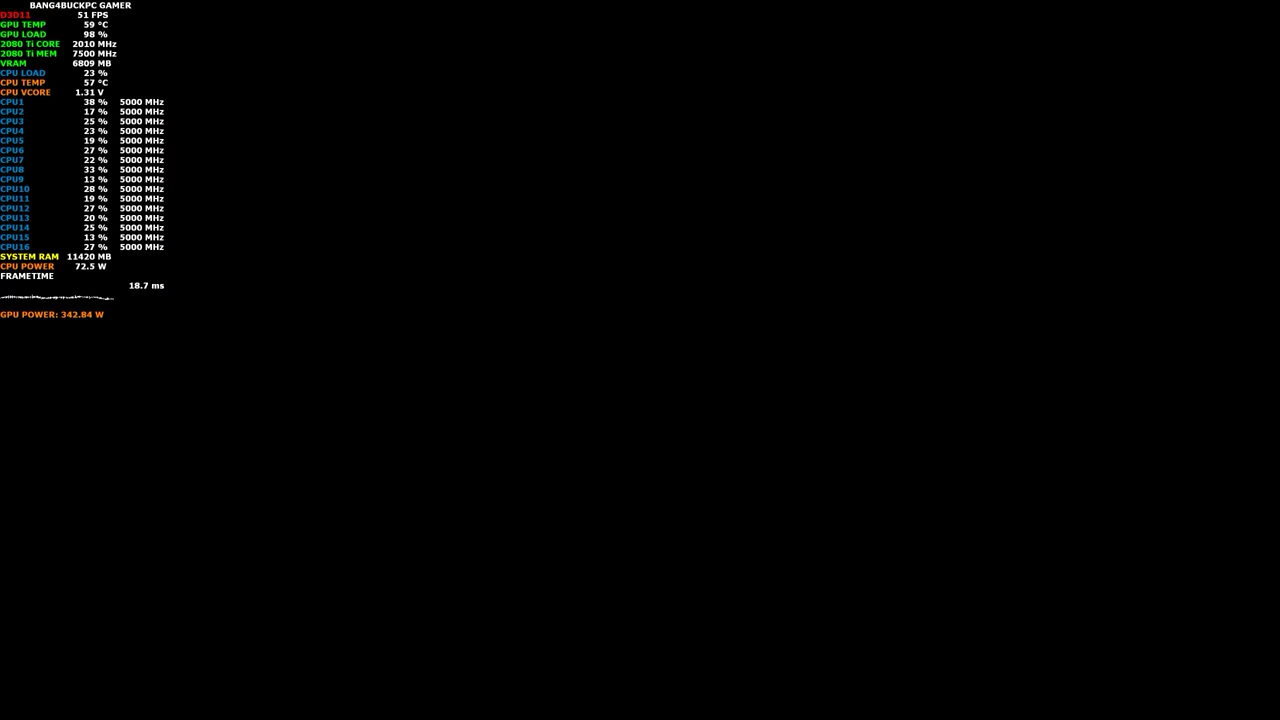 BANG4BUCKPC GAMER
D3D11 51 FPS
GPU TEMP 59 °C
GPU LOAD 98 %
2080 Ti CORE 2010 MHz
2080 Ti MEM 7500 MHz
VRAM 6809 MB
CPU LOAD 23 %
CPU TEMP 57 °C
CPU VCORE 1.31 V
CPU1 38 % 5000 MHz
CPU2 17 % 5000 MHz
CPU3 25 % 5000 MHz
CPU4 23 % 5000 MHz
CPU5 19 % 5000 MHz
CPU6 27 % 5000 MHz
CPU7 22 % 5000 MHz
CPU8 33 % 5000 MHz
CPU9 13 % 5000 MHz
CPU10 28 % 5000 MHz
CPU11 19 % 5000 MHz
CPU12 27 % 5000 MHz
CPU13 20 % 5000 MHz
CPU14 25 % 5000 MHz
CPU15 13 % 5000 MHz
CPU16 27 % 5000 MHz
SYSTEM RAM 11420 MB
CPU POWER 72.5 W
FRAMETIME
18.7 ms
GPU POWER: 342.84 W